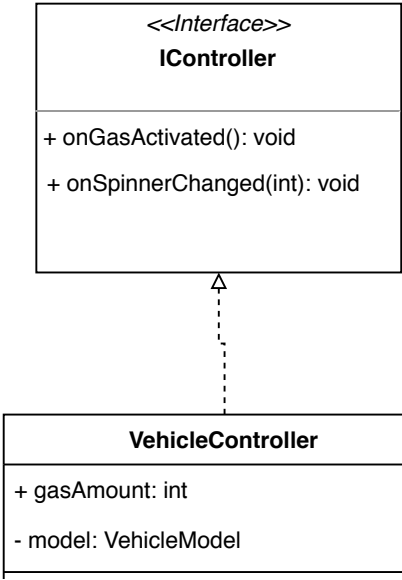 <<Interface>>
IController
+ onGasActivated(): void
+ onSpinnerChanged(int): void
VehicleController
+ gasAmount: int
- model: VehicleModel